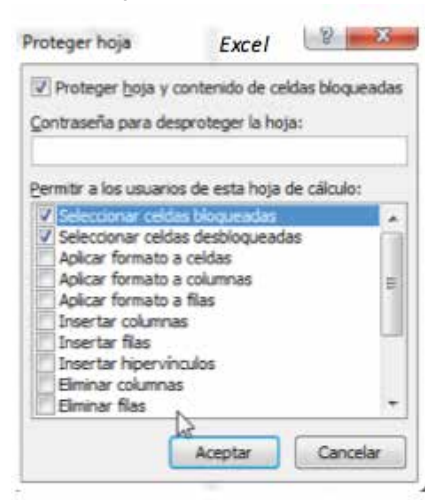 Proteger hoja Excel
Proteger hoja y contenido de celdas bloqueadas
Contraseña para desproteger la hoja:
Permitir a los usuarios de esta hoja de cálculo:
Seleccionar celdas bloqueadas
Seleccionar celdas desbloqueadas
Aplicar formato a celdas
Aplicar formato a columnas
Aplicar formato a filas
Insertar columnas
Insertar filas
Insertar hipervínculos
Eliminar columnas
Eliminar filas
Aceptar Cancelar